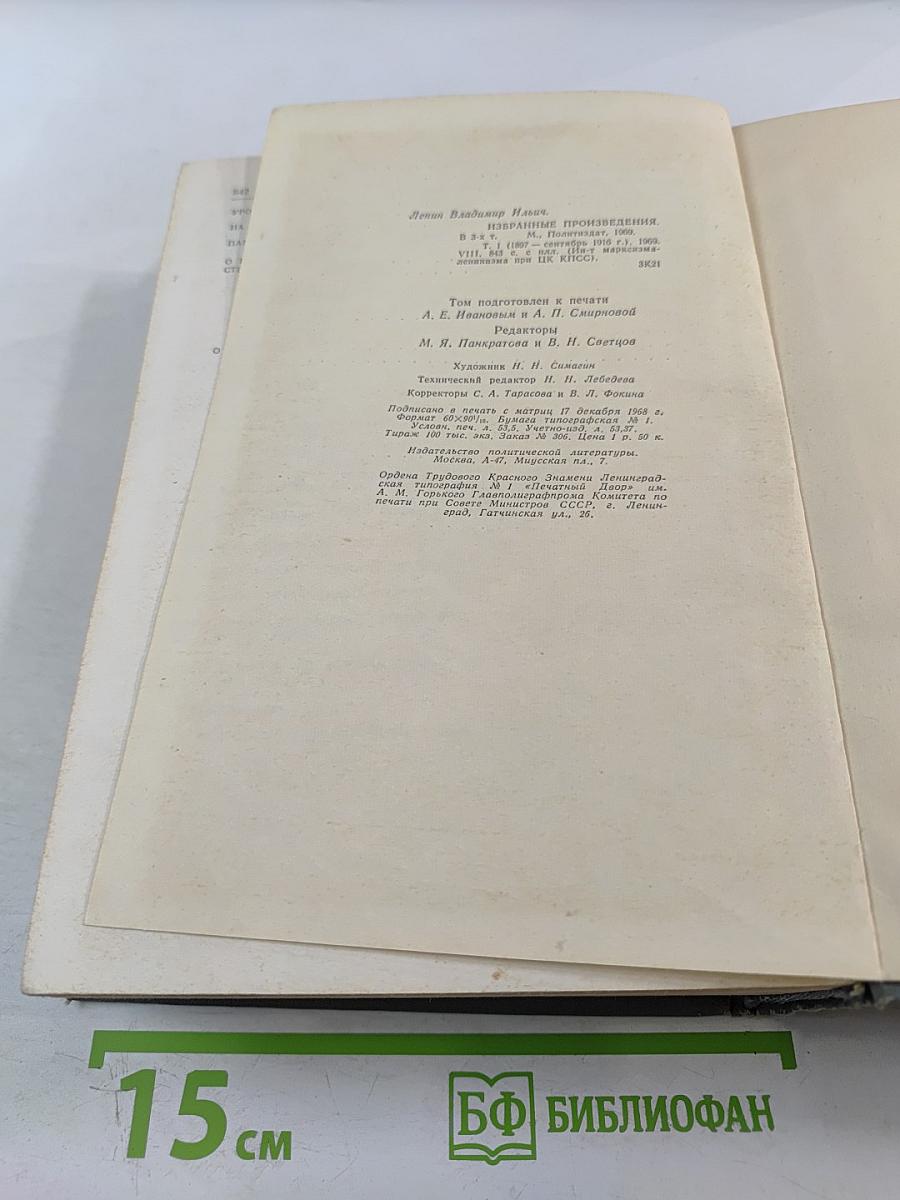 Ленин Владимир Ильич.
ИЗБРАННЫЕ ПРОИЗВЕДЕНИЯ.
В 3-х т. М., Политиздат, 1969.
Т. 1 (1897 — сентябрь 1916 г.), 1969.
VIII, 843 с. с илл. (Ин-т марксизма-
ленинизма при ЦК КПСС).
3К21
Том подготовлен к печати
А. Е. Ивановым и А. П. Смирновой
Редакторы
М. Я. Панкратова и В. Н. Светцов
Художник Н. Н. Симагин
Технический редактор Н. Н. Лебедева
Корректоры С. А. Тарасова и В. Л. Фокина
Подписано в печать с матриц 17 декабря 1968 г.
Формат 60×90 1/16. Бумага типографская № 1.
Условн. печ. л. 53,5. Учетно-изд. л. 53,37.
Тираж 100 тыс. экз. Заказ № 306. Цена 1 р. 50 к.
Издательство политической литературы.
Москва, А-47, Миусская пл., 7.
Ордена Трудового Красного Знамени Ленинград-
ская типография № 1 «Печатный Двор» им.
А. М. Горького Главполиграфпрома Комитета по
печати при Совете Министров СССР, г. Ленин-
град, Гатчинская ул., 26.
15 см
БФ БИБЛИОФАН